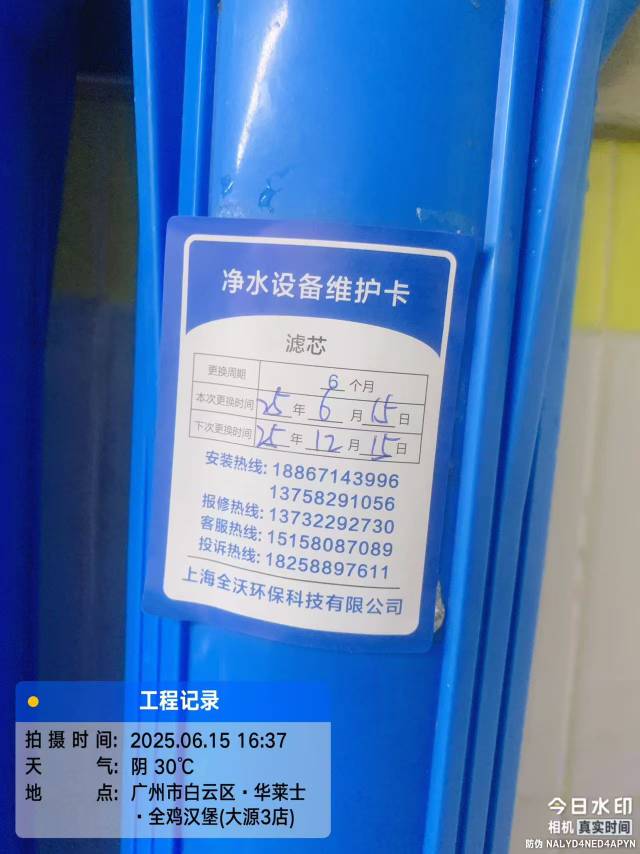 净水设备维护卡
滤芯
更换周期 6 个月
本次更换时间 25 年 6 月 15 日
下次更换时间 25 年 12 月 15 日
安装热线: 18867143996
13758291056
报修热线: 13732292730
客服热线: 15158087089
投诉热线: 18258897611
上海全沃环保科技有限公司
工程记录
拍摄时间: 2025.06.15 16:37
天气: 阴 30℃
地点: 广州市白云区·华莱士
·全鸡汉堡(大源3店)
今日水印
相机 真实时间
防伪 NALYD4NED4APYN